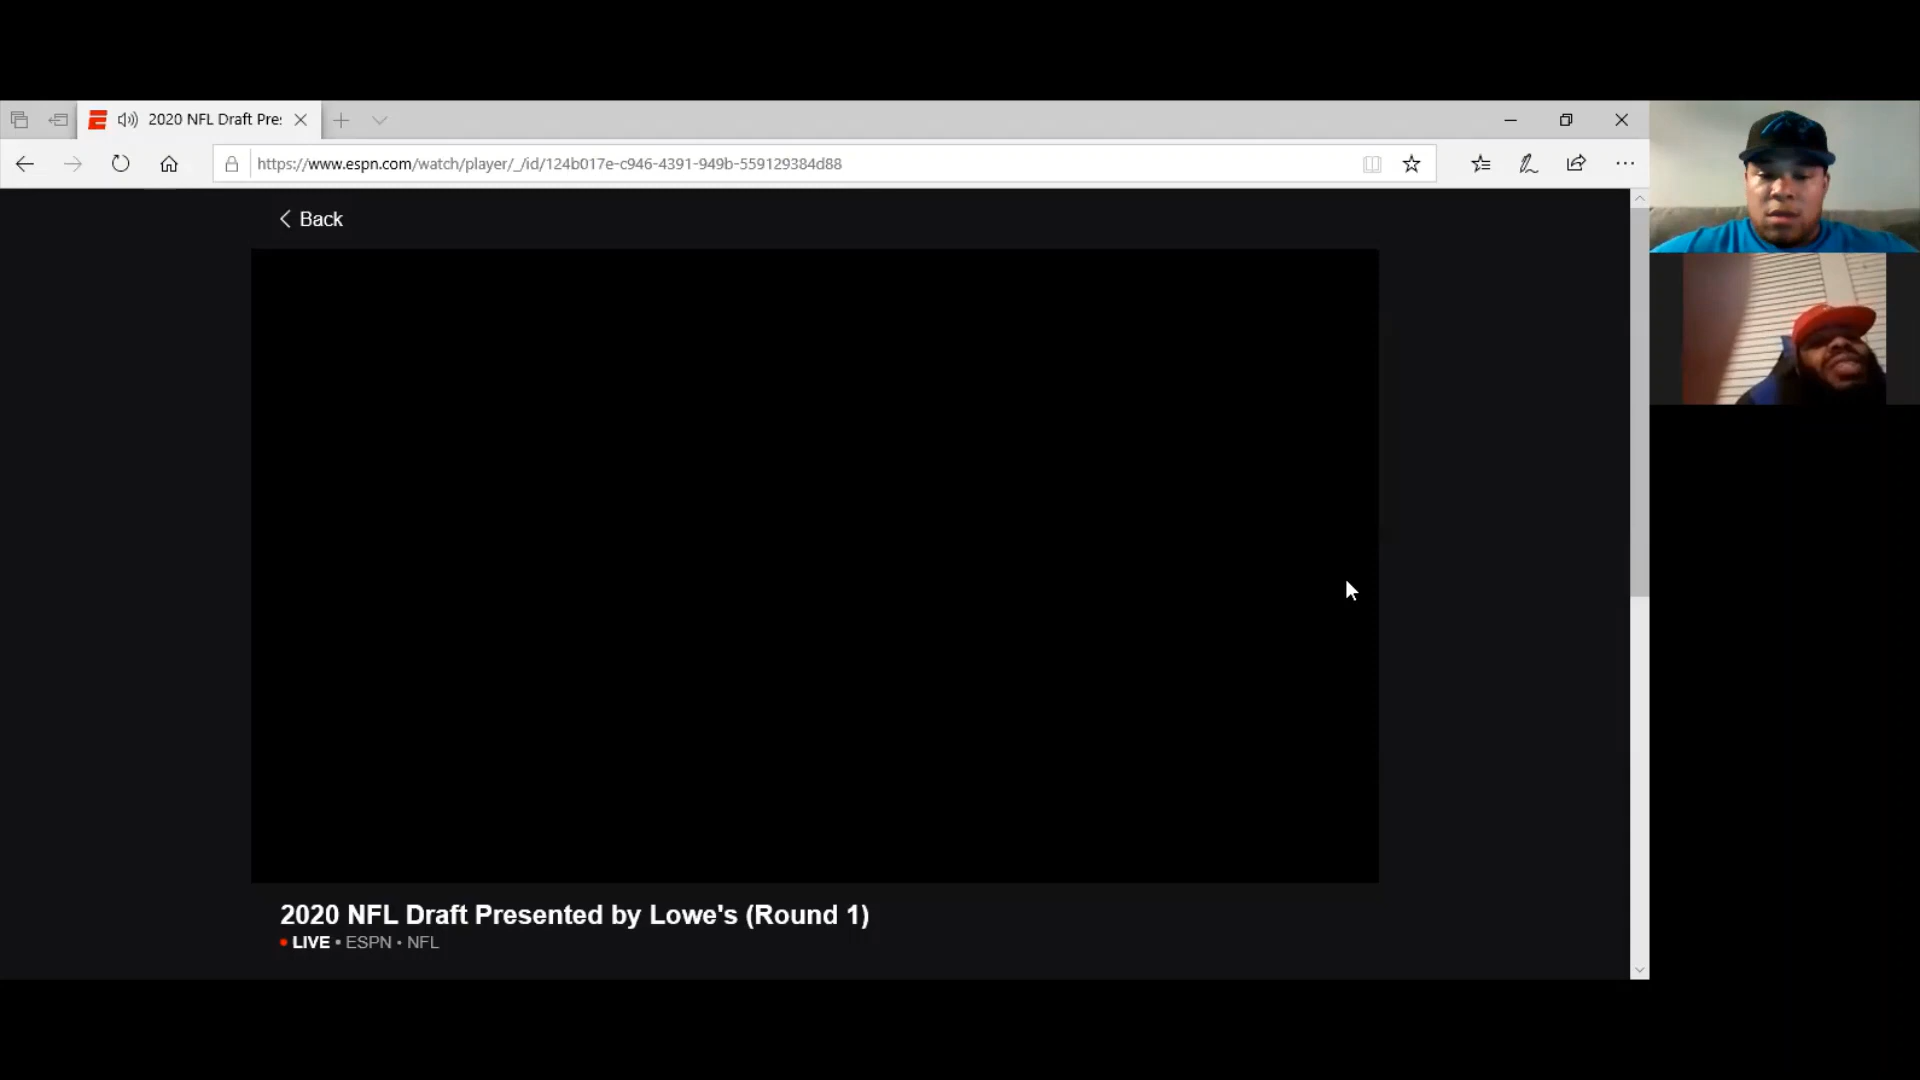 2020 NFL Draft Pre
https://www.espn.com/watch/player/_/id/124b017e-c946-4391-949b-559129384d88
Back
2020 NFL Draft Presented by Lowe's (Round 1)
LIVE • ESPN • NFL